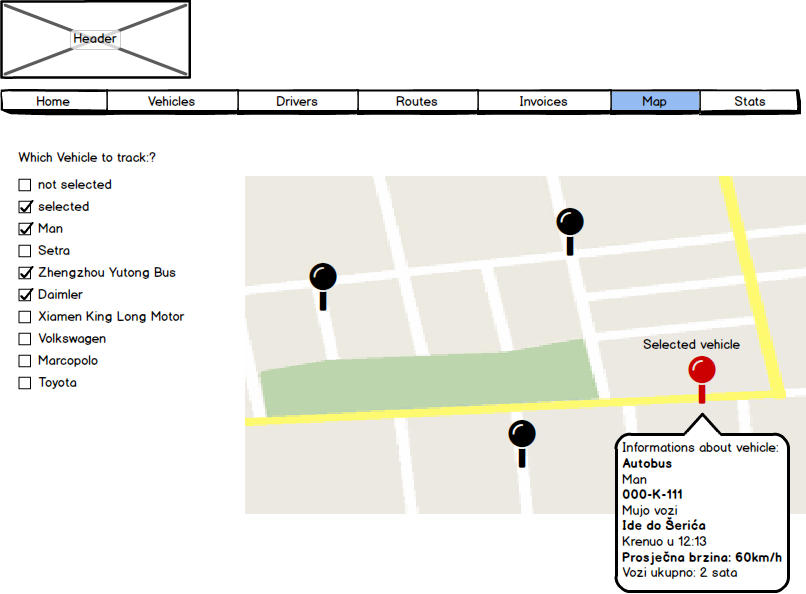 Header
Home Vehicles Drivers Routes Invoices Map Stats
Which Vehicle to track:?
not selected
selected
Man
Setra
Zhengzhou Yutong Bus
Daimler
Xiamen King Long Motor
Volkswagen
Marcopolo
Toyota
Selected vehicle
Informations about vehicle:
Autobus
Man
000-K-111
Mujo vozi
Ide do Šerića
Krenuo u 12:13
Prosječna brzina: 60km/h
Vozi ukupno: 2 sata